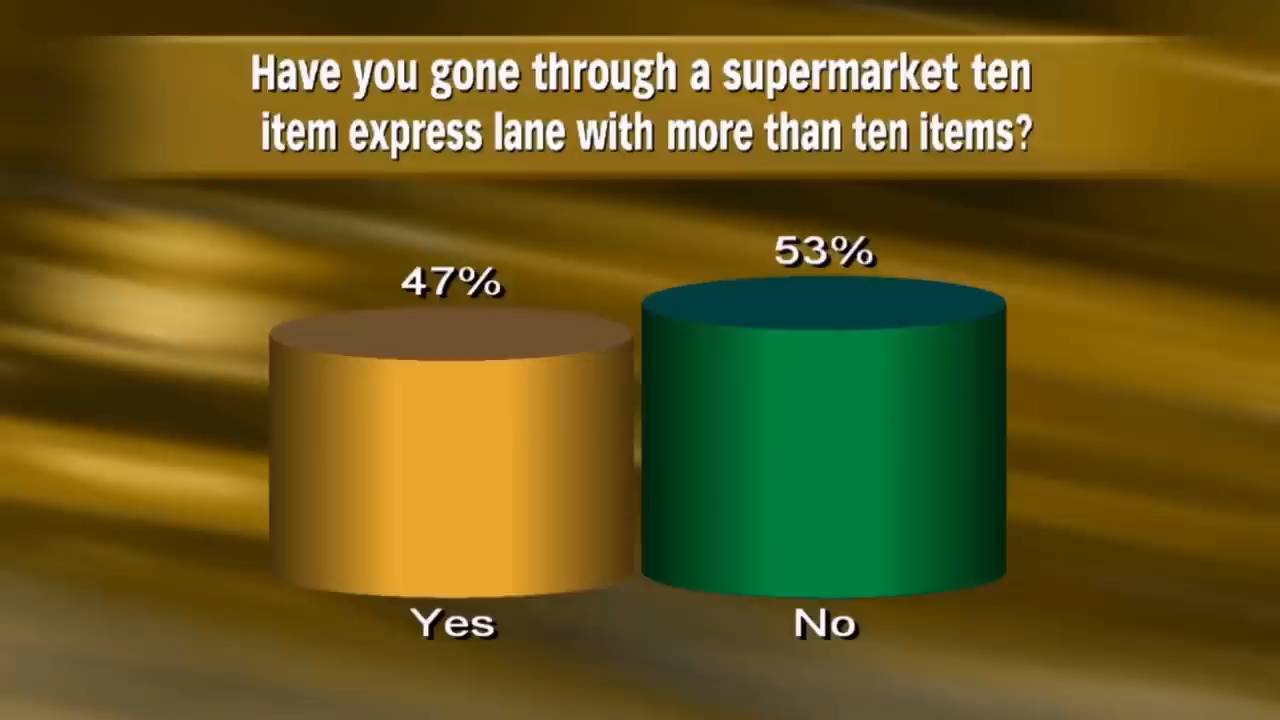 Have you gone through a supermarket ten
item express lane with more than ten items?
53%
47%
Yes
No